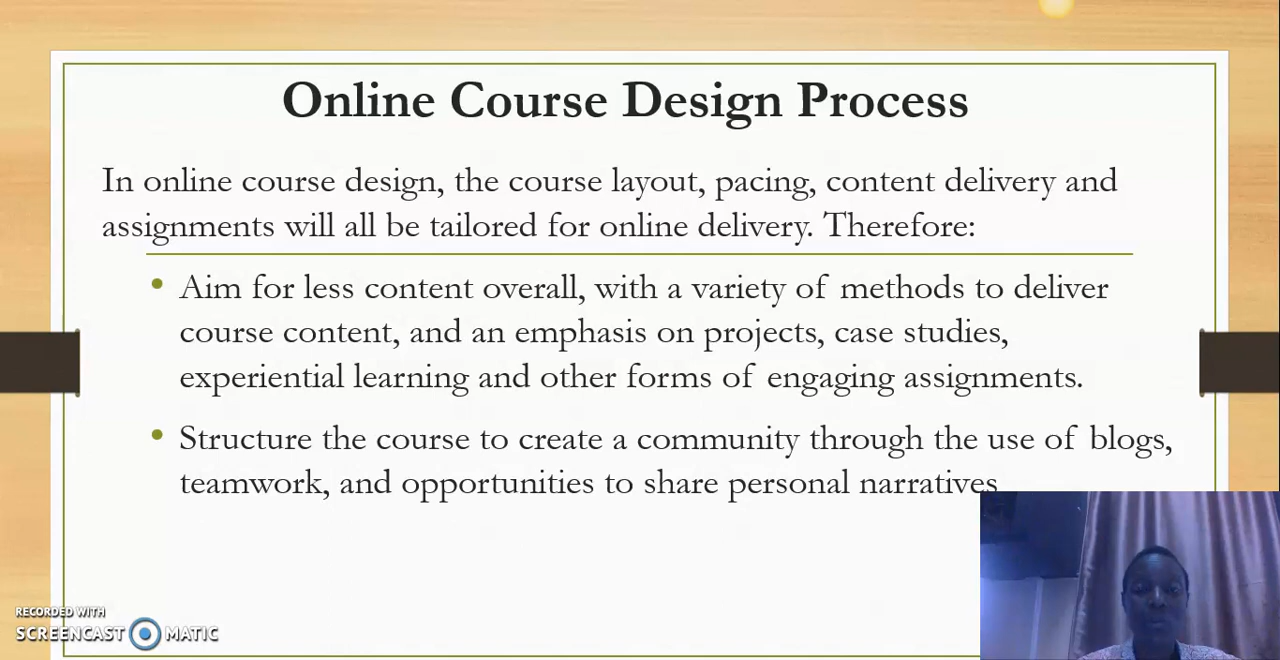 Online Course Design Process
In online course design, the course layout, pacing, content delivery and
assignments will all be tailored for online delivery. Therefore:
• Aim for less content overall, with a variety of methods to deliver
course content, and an emphasis on projects, case studies,
experiential learning and other forms of engaging assignments.
• Structure the course to create a community through the use of blogs,
teamwork, and opportunities to share personal narratives
RECORDED WITH
SCREENCAST MATIC